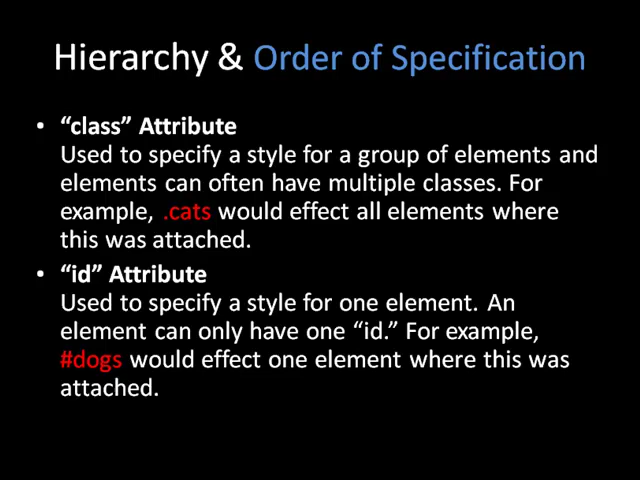 Hierarchy & Order of Specification
• “class” Attribute
Used to specify a style for a group of elements and
elements can often have multiple classes. For
example, .cats would effect all elements where
this was attached.
• “id” Attribute
Used to specify a style for one element. An
element can only have one “id.” For example,
#dogs would effect one element where this was
attached.